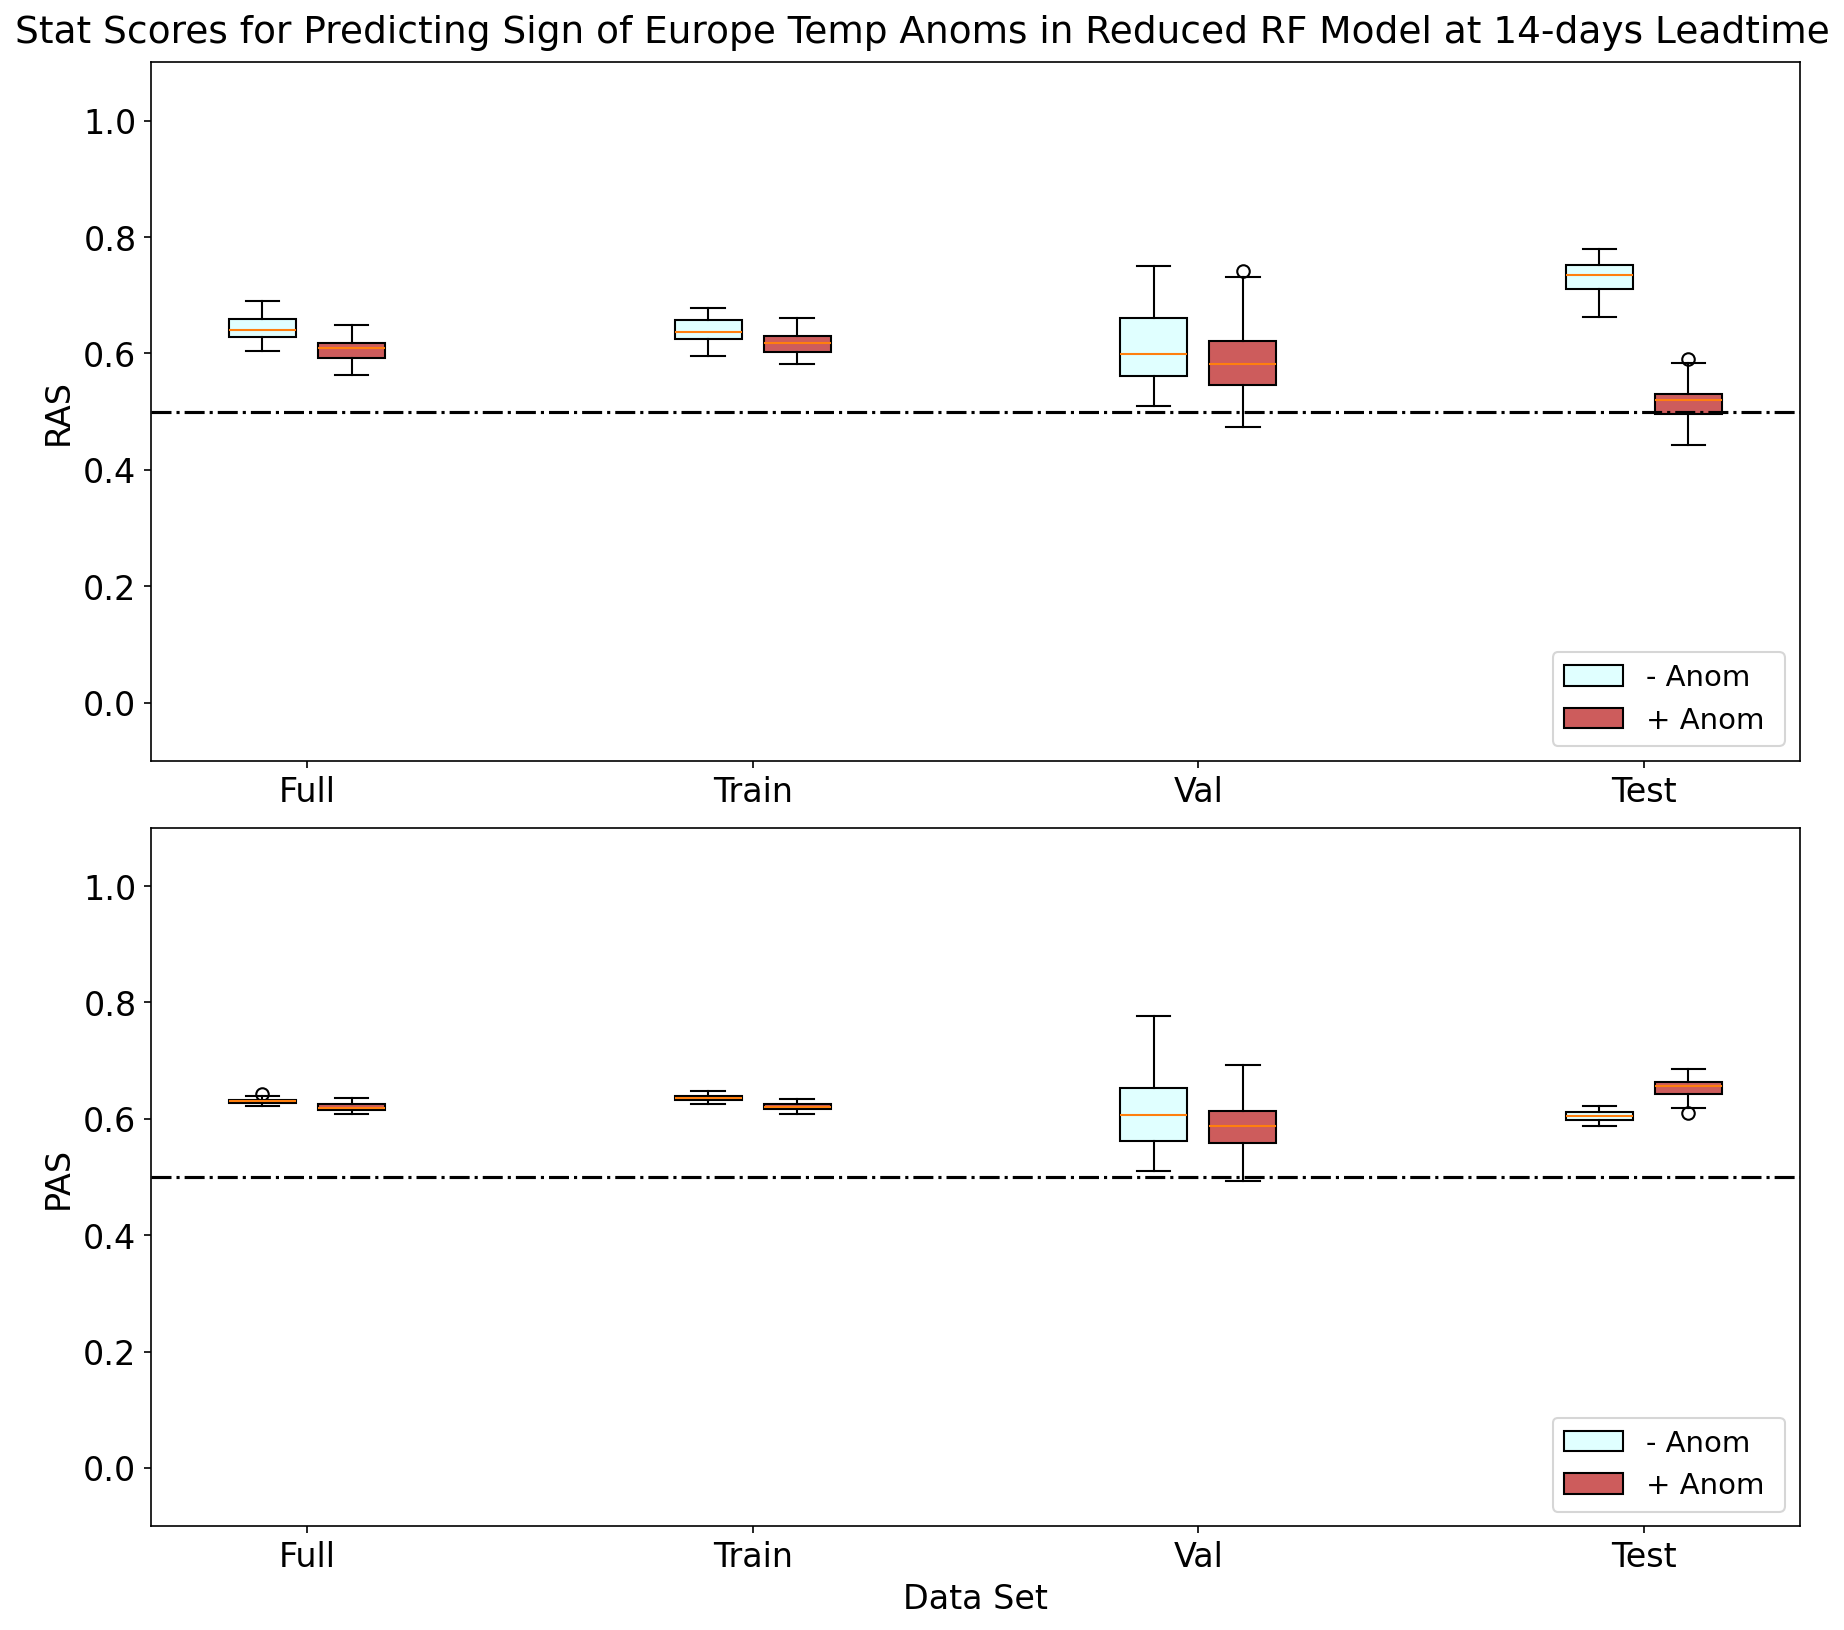 Stat Scores for Predicting Sign of Europe Temp Anoms in Reduced RF Model at 14-days Leadtime
1.0
0.8
0.6
0.4
0.2
0.0
RAS
- Anom
+ Anom
Full Train Val Test
1.0
0.8
0.6
0.4
0.2
0.0
PAS
- Anom
+ Anom
Full Train Val Test
Data Set